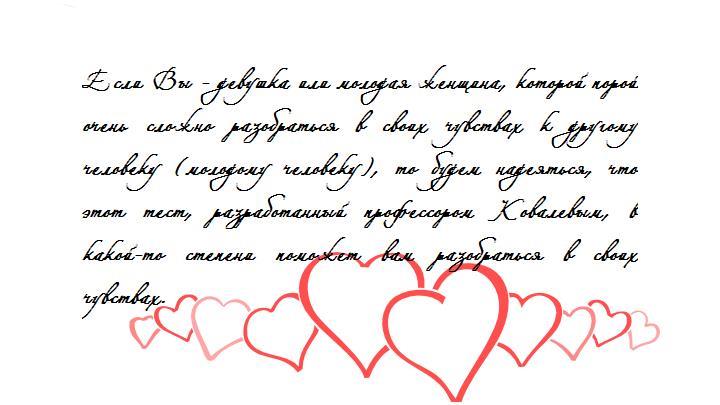 Если Вы - девушка или молодая женщина, которой порой
очень сложно разобраться в своих чувствах к другому
человеку (молодому человеку), то будем надеяться, что
этот тест, разработанный профессором Ковалевым, в
какой-то степени поможет вам разобраться в своих
чувствах.